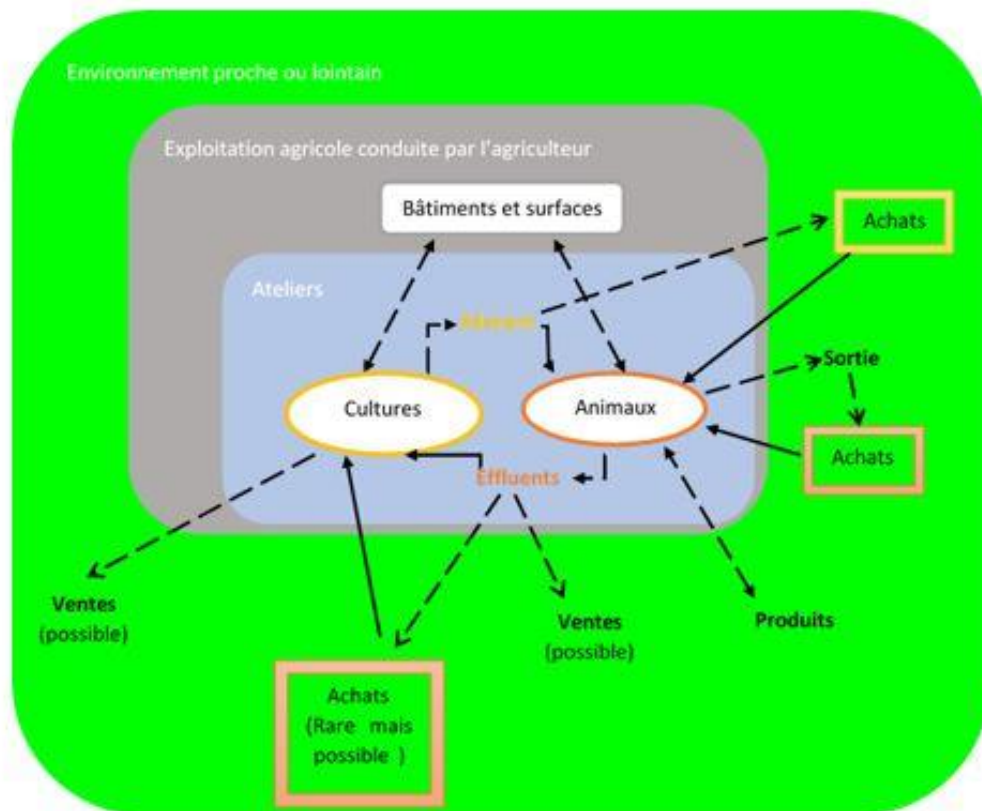 Environnement proche ou lointain
Exploitation agricole conduite par l'agriculteur
Bâtiments et surfaces
Achats
Ateliers
Sortie
Cultures
Animaux
Achats
Effluents
Ventes
(possible)
Ventes
(possible)
Produits
Achats
(Rare mais
possible )